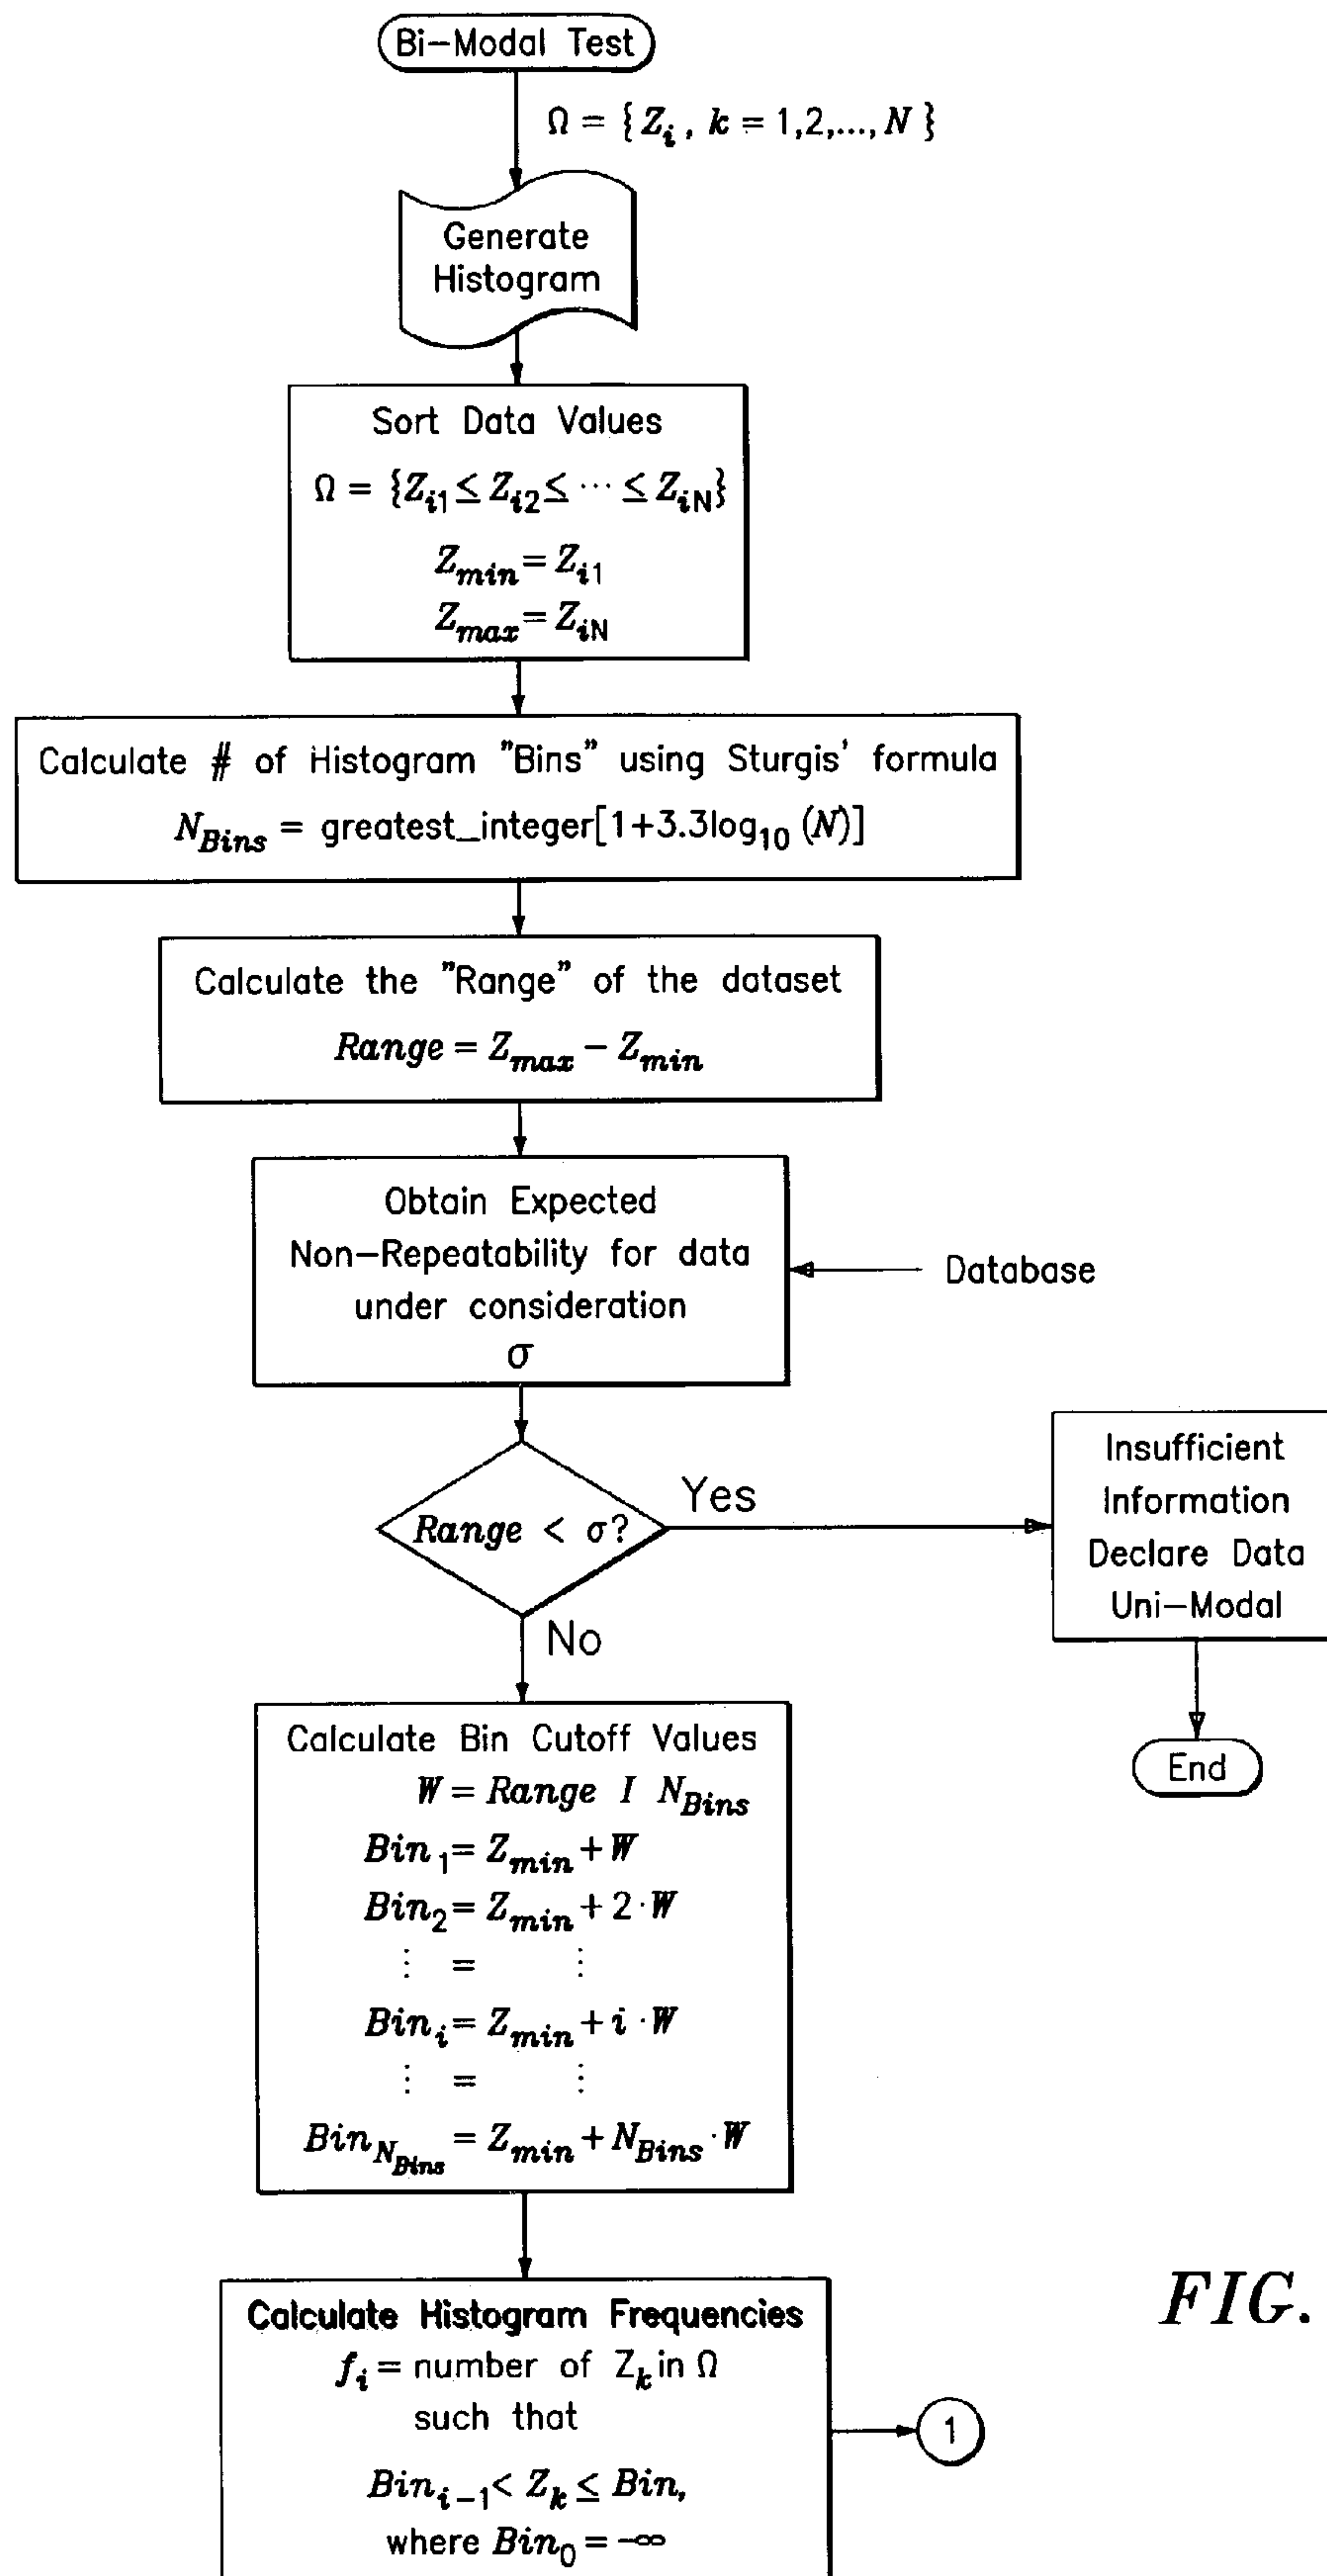 Bi-Modal Test
Ω = { Z_i, k = 1,2,..., N }
Generate
Histogram
Sort Data Values
Ω = {Z_i1 ≤ Z_i2 ≤ ··· ≤ Z_iN}
Z_min = Z_i1
Z_max = Z_iN
Calculate # of Histogram "Bins" using Sturgis' formula
N_Bins = greatest_integer[1+3.3log_10 (N)]
Calculate the "Range" of the dataset
Range = Z_max - Z_min
Obtain Expected
Non-Repeatability for data
under consideration
σ
Database
Range < σ?
Yes
Insufficient
Information
Declare Data
Uni-Modal
End
No
Calculate Bin Cutoff Values
W = Range I N_Bins
Bin_1 = Z_min + W
Bin_2 = Z_min + 2·W
⋮ = ⋮
Bin_i = Z_min + i·W
⋮ = ⋮
Bin_N_Bins = Z_min + N_Bins·W
Calculate Histogram Frequencies
f_i = number of Z_k in Ω
such that
Bin_i-1 < Z_k ≤ Bin,
where Bin_0 = -∞
1
FIG.